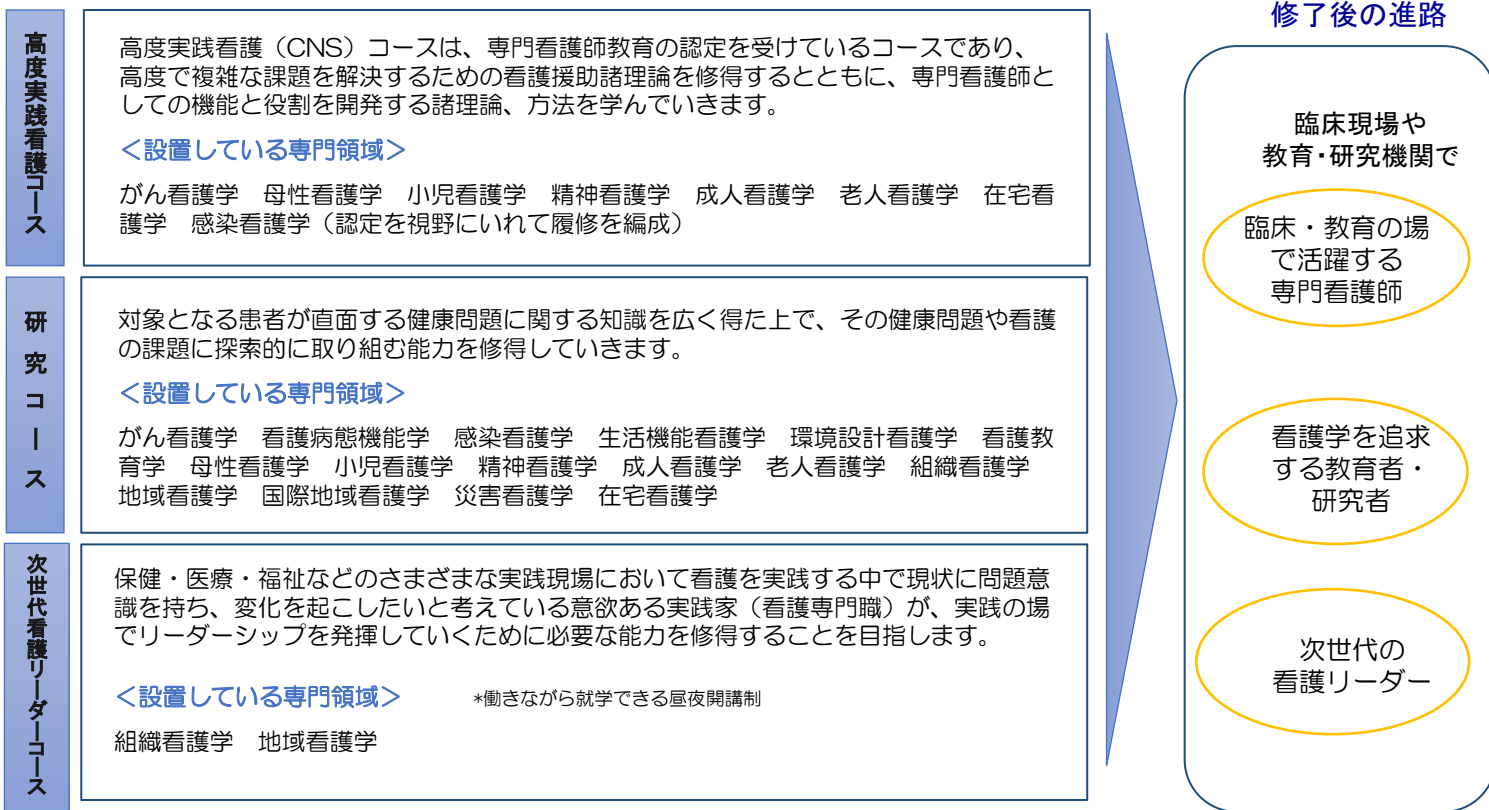 高度実践看護コース
高度実践看護（CNS）コースは、専門看護師教育の認定を受けているコースであり、
高度で複雑な課題を解決するための看護援助諸理論を修得するとともに、専門看護師と
しての機能と役割を開発する諸理論、方法を学んでいきます。
＜設置している専門領域＞
がん看護学　母性看護学　小児看護学　精神看護学　成人看護学　老人看護学　在宅看
護学　感染看護学（認定を視野にいれて履修を編成）
研究コース
対象となる患者が直面する健康問題に関する知識を広く得た上で、その健康問題や看護
の課題に探索的に取り組む能力を修得していきます。
＜設置している専門領域＞
がん看護学　看護病態機能学　感染看護学　生活機能看護学　環境設計看護学　看護教
育学　母性看護学　小児看護学　精神看護学　成人看護学　老人看護学　組織看護学
地域看護学　国際地域看護学　災害看護学　在宅看護学
次世代看護リーダーコース
保健・医療・福祉などのさまざまな実践現場において看護を実践する中で現状に問題意
識を持ち、変化を起こしたいと考えている意欲ある実践家（看護専門職）が、実践の場
でリーダーシップを発揮していくために必要な能力を修得することを目指します。
＜設置している専門領域＞　*働きながら就学できる昼夜開講制
組織看護学　地域看護学
修了後の進路
臨床現場や
教育・研究機関で
臨床・教育の場
で活躍する
専門看護師
看護学を追求
する教育者・
研究者
次世代の
看護リーダー